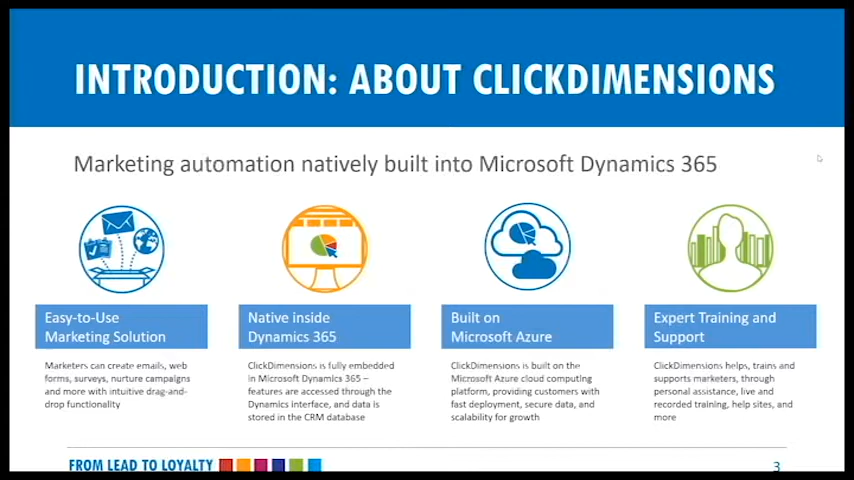 INTRODUCTION: ABOUT CLICKDIMENSIONS
Marketing automation natively built into Microsoft Dynamics 365
Easy-to-Use
Marketing Solution
Marketers can create emails, web
forms, surveys, nurture campaigns
and more with intuitive drag-and-
drop functionality
Native inside
Dynamics 365
ClickDimensions is fully embedded
in Microsoft Dynamics 365 –
features are accessed through the
Dynamics interface, and data is
stored in the CRM database
Built on
Microsoft Azure
ClickDimensions is built on the
Microsoft Azure cloud computing
platform, providing customers with
fast deployment, secure data, and
scalability for growth
Expert Training and
Support
ClickDimensions helps, trains and
supports marketers, through
personal assistance, live and
recorded training, help sites, and
more
FROM LEAD TO LOYALTY
3